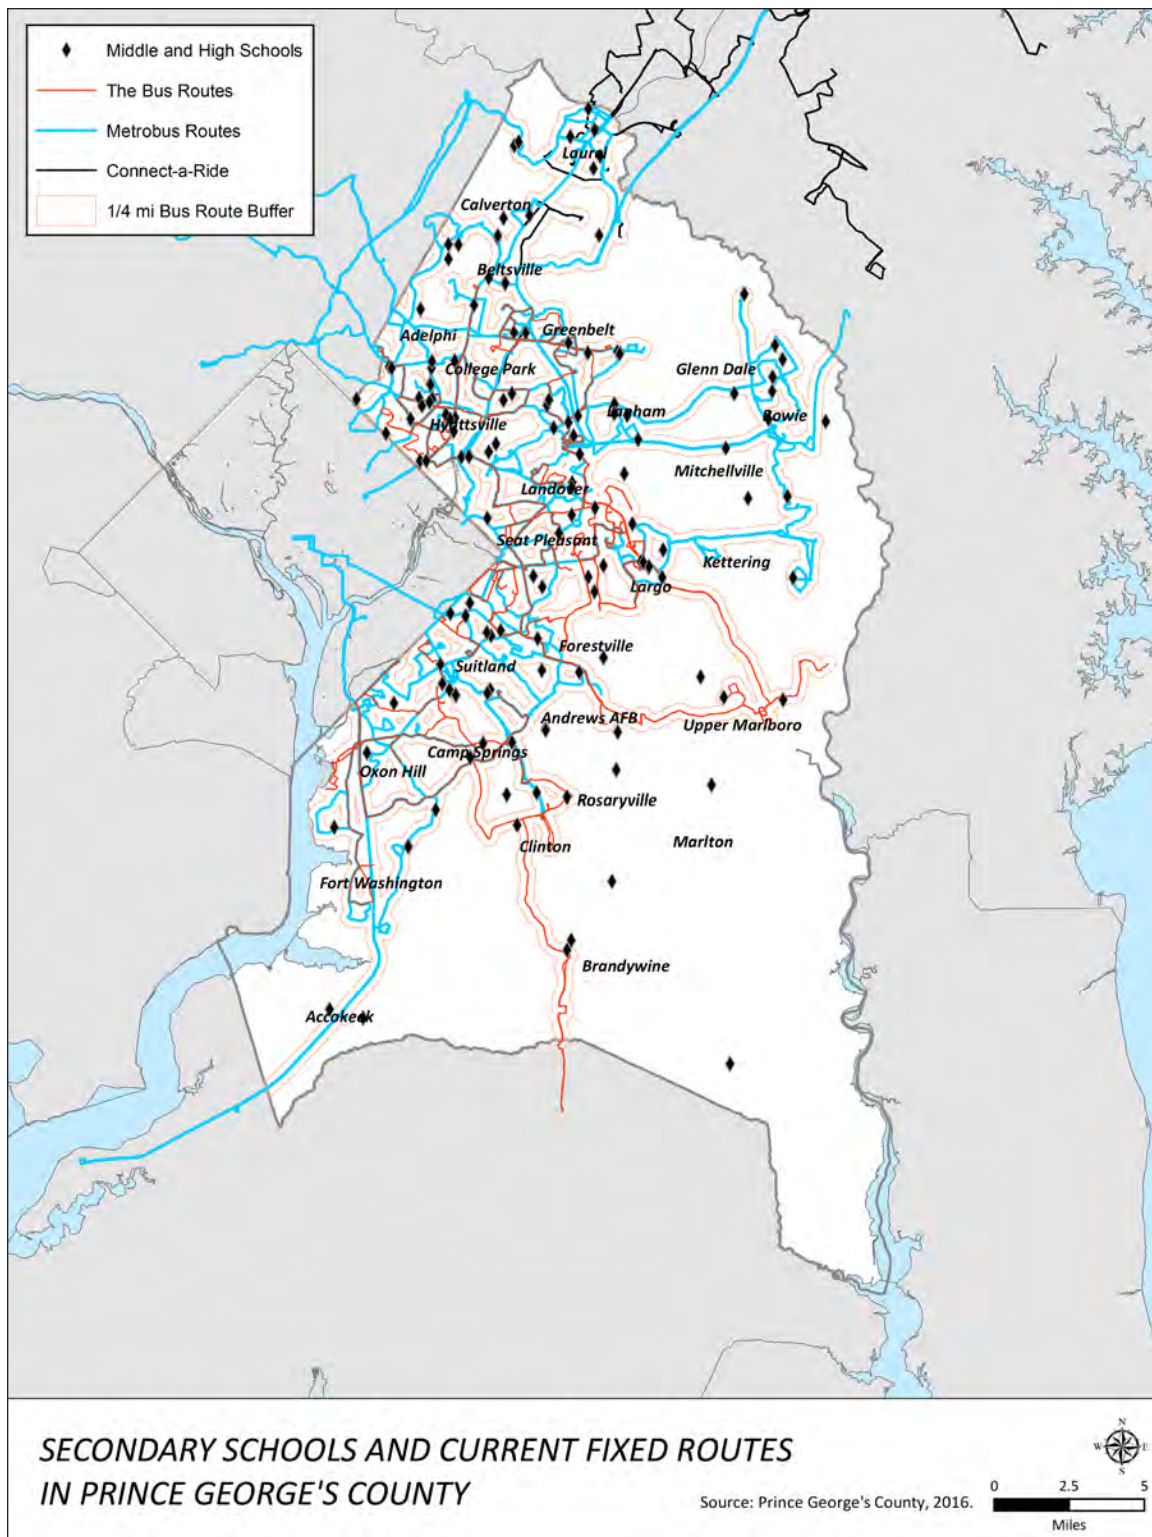 Middle and High Schools
The Bus Routes
Metrobus Routes
Connect-a-Ride
1/4 mi Bus Route Buffer
Laurel
Calverton
Beltsville
Adelphi
Greenbelt
College Park
Glenn Dale
Hyattsville
Lanham
Bowie
Mitchellville
Landover
Seat Pleasant
Kettering
Largo
Forestville
Suitland
Andrews AFB
Upper Marlboro
Camp Springs
Oxon Hill
Rosaryville
Clinton
Marlton
Fort Washington
Brandywine
Accokeek
SECONDARY SCHOOLS AND CURRENT FIXED ROUTES
IN PRINCE GEORGE'S COUNTY
Source: Prince George's County, 2016.
N
W E
S
0 2.5 5
Miles